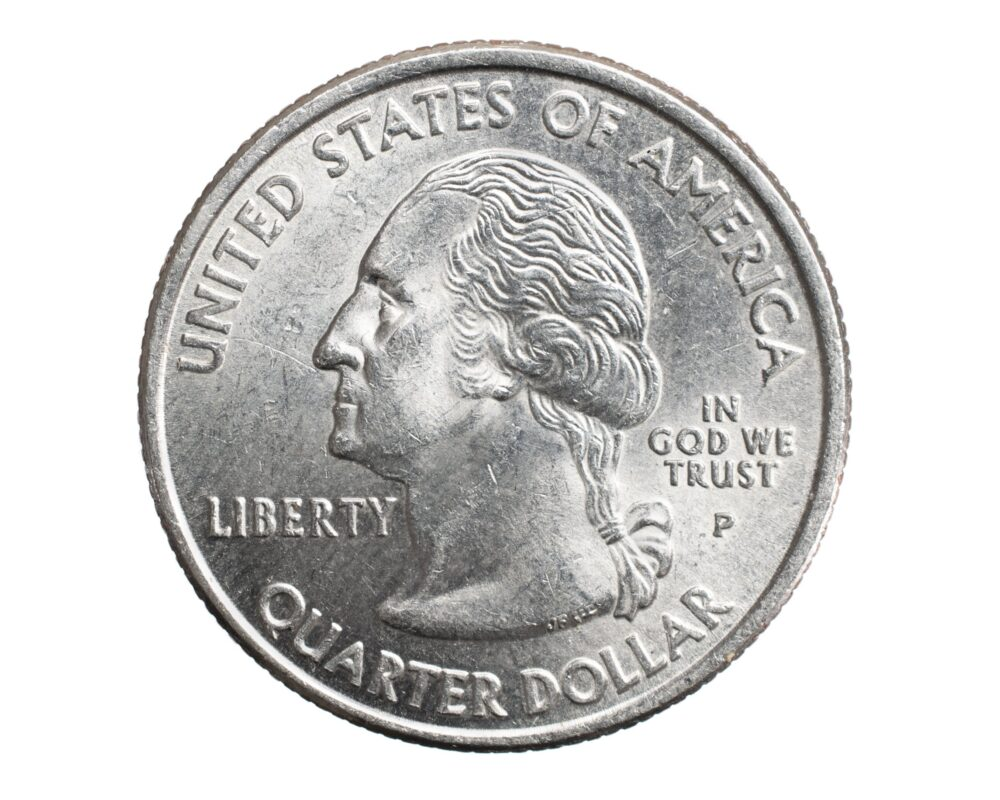 UNITED STATES OF AMERICA
LIBERTY
IN
GOD WE
TRUST
P
QUARTER DOLLAR